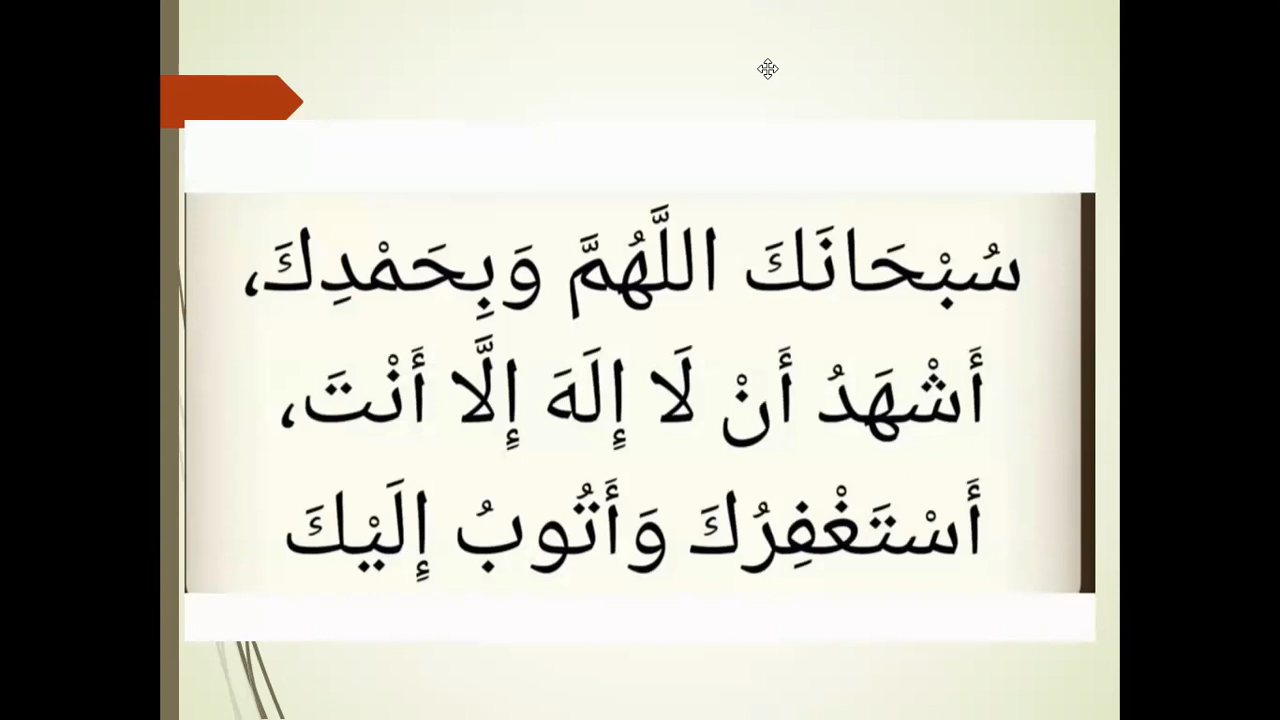 سُبْحَانَكَ اللَّهُمَّ وَبِحَمْدِكَ،
أَشْهَدُ أَنْ لَا إِلَهَ إِلَّا أَنْتَ،
أَسْتَغْفِرُكَ وَأَتُوبُ إِلَيْكَ